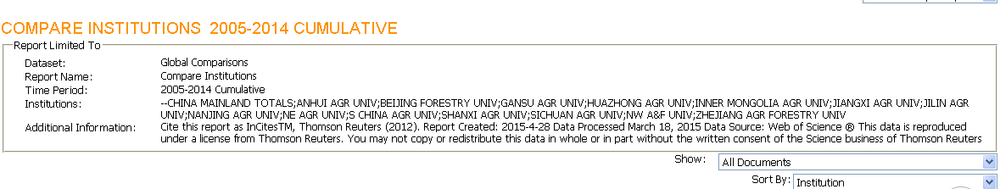 COMPARE INSTITUTIONS 2005-2014 CUMULATIVE
Report Limited To
Dataset: Global Comparisons
Report Name: Compare Institutions
Time Period: 2005-2014 Cumulative
Institutions: --CHINA MAINLAND TOTALS;ANHUI AGR UNIV;BEIJING FORESTRY UNIV;GANSU AGR UNIV;HUAZHONG AGR UNIV;INNER MONGOLIA AGR UNIV;JIANGXI AGR UNIV;JILIN AGR
UNIV;NANJING AGR UNIV;NE AGR UNIV;S CHINA AGR UNIV;SHANXI AGR UNIV;SICHUAN AGR UNIV;NW A&F UNIV;ZHEJIANG AGR FORESTRY UNIV
Additional Information: Cite this report as InCitesTM, Thomson Reuters (2012). Report Created: 2015-4-28 Data Processed March 18, 2015 Data Source: Web of Science ® This data is reproduced
under a license from Thomson Reuters. You may not copy or redistribute this data in whole or in part without the written consent of the Science business of Thomson Reuters
Show: All Documents
Sort By: Institution